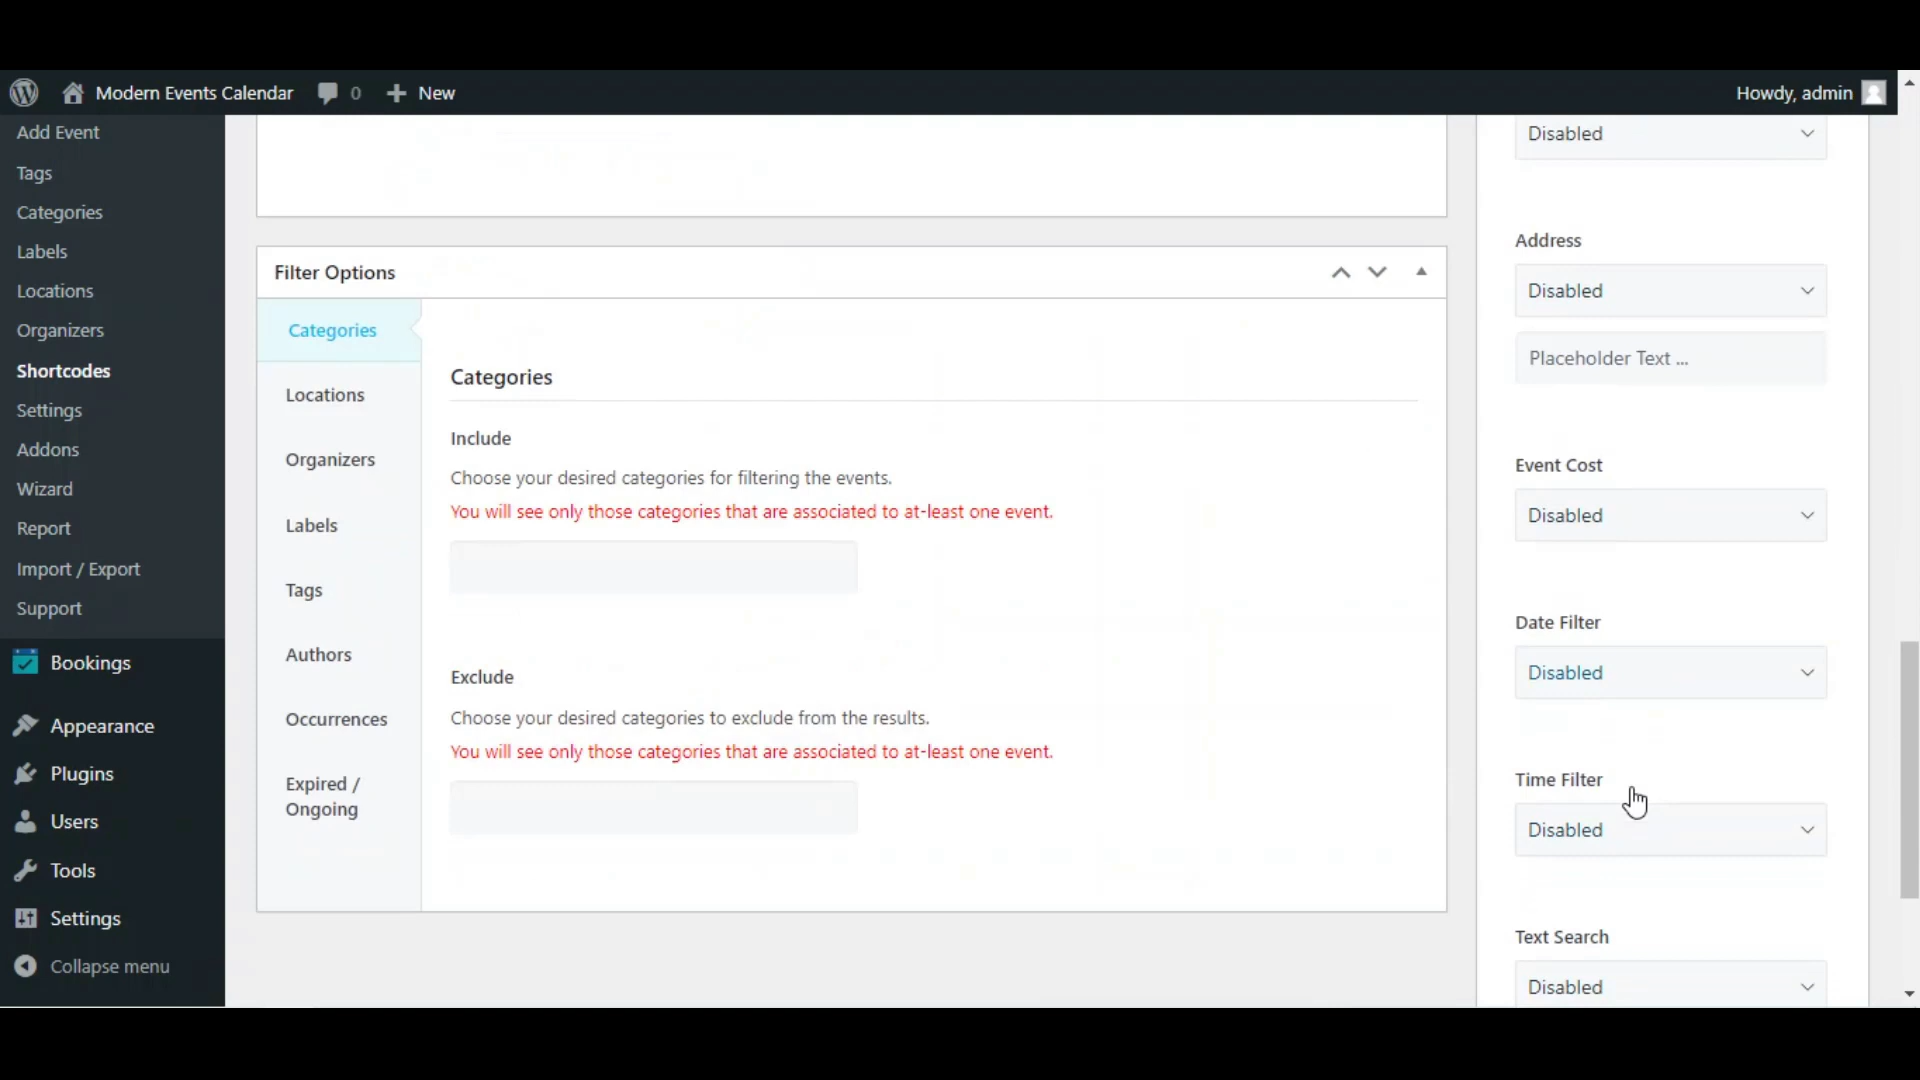 Modern Events Calendar
0
New
Howdy, admin
Add Event
Tags
Categories
Labels
Locations
Organizers
Shortcodes
Settings
Addons
Wizard
Report
Import / Export
Support
Bookings
Appearance
Plugins
Users
Tools
Settings
Collapse menu
Filter Options
Categories
Locations
Organizers
Labels
Tags
Authors
Occurrences
Expired /
Ongoing
Categories
Include
Choose your desired categories for filtering the events.
You will see only those categories that are associated to at-least one event.
Exclude
Choose your desired categories to exclude from the results.
You will see only those categories that are associated to at-least one event.
Disabled
Address
Disabled
Placeholder Text ...
Event Cost
Disabled
Date Filter
Disabled
Time Filter
Disabled
Text Search
Disabled